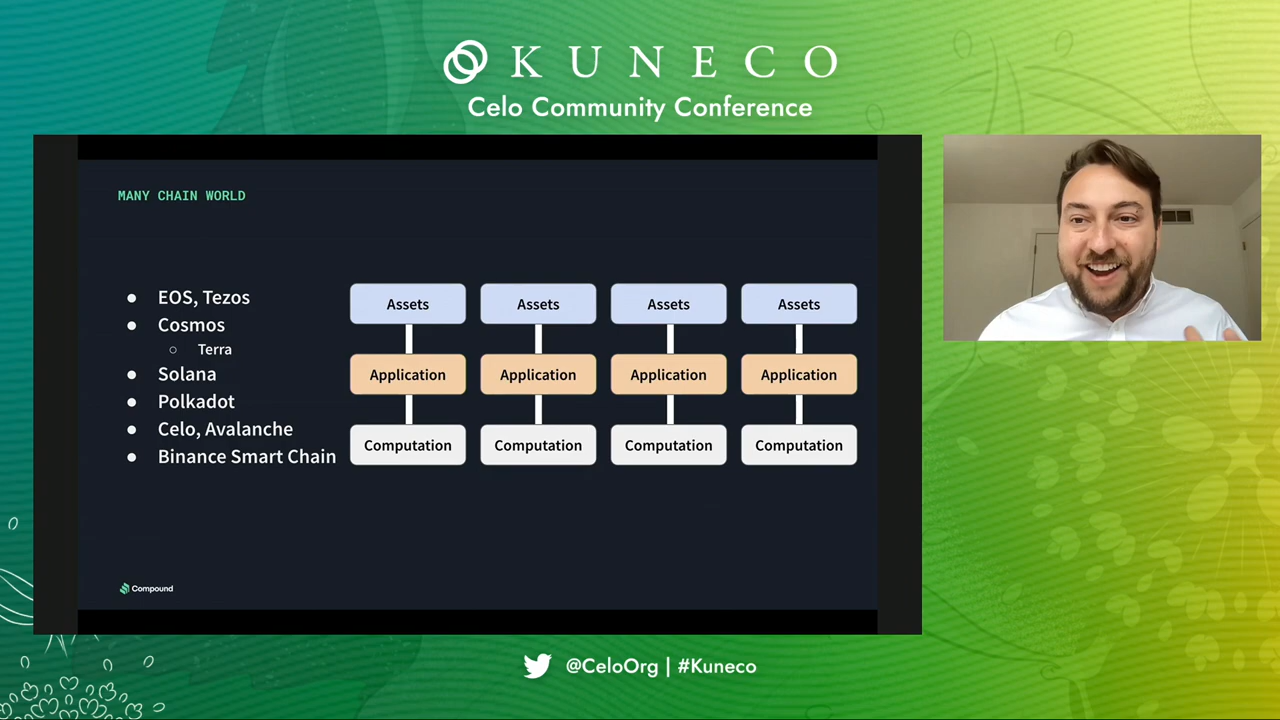 KUNECO
Celo Community Conference
MANY CHAIN WORLD
● EOS, Tezos
● Cosmos
○ Terra
● Solana
● Polkadot
● Celo, Avalanche
● Binance Smart Chain
Assets Assets Assets Assets
Application Application Application Application
Computation Computation Computation Computation
Compound
@CeloOrg | #Kuneco